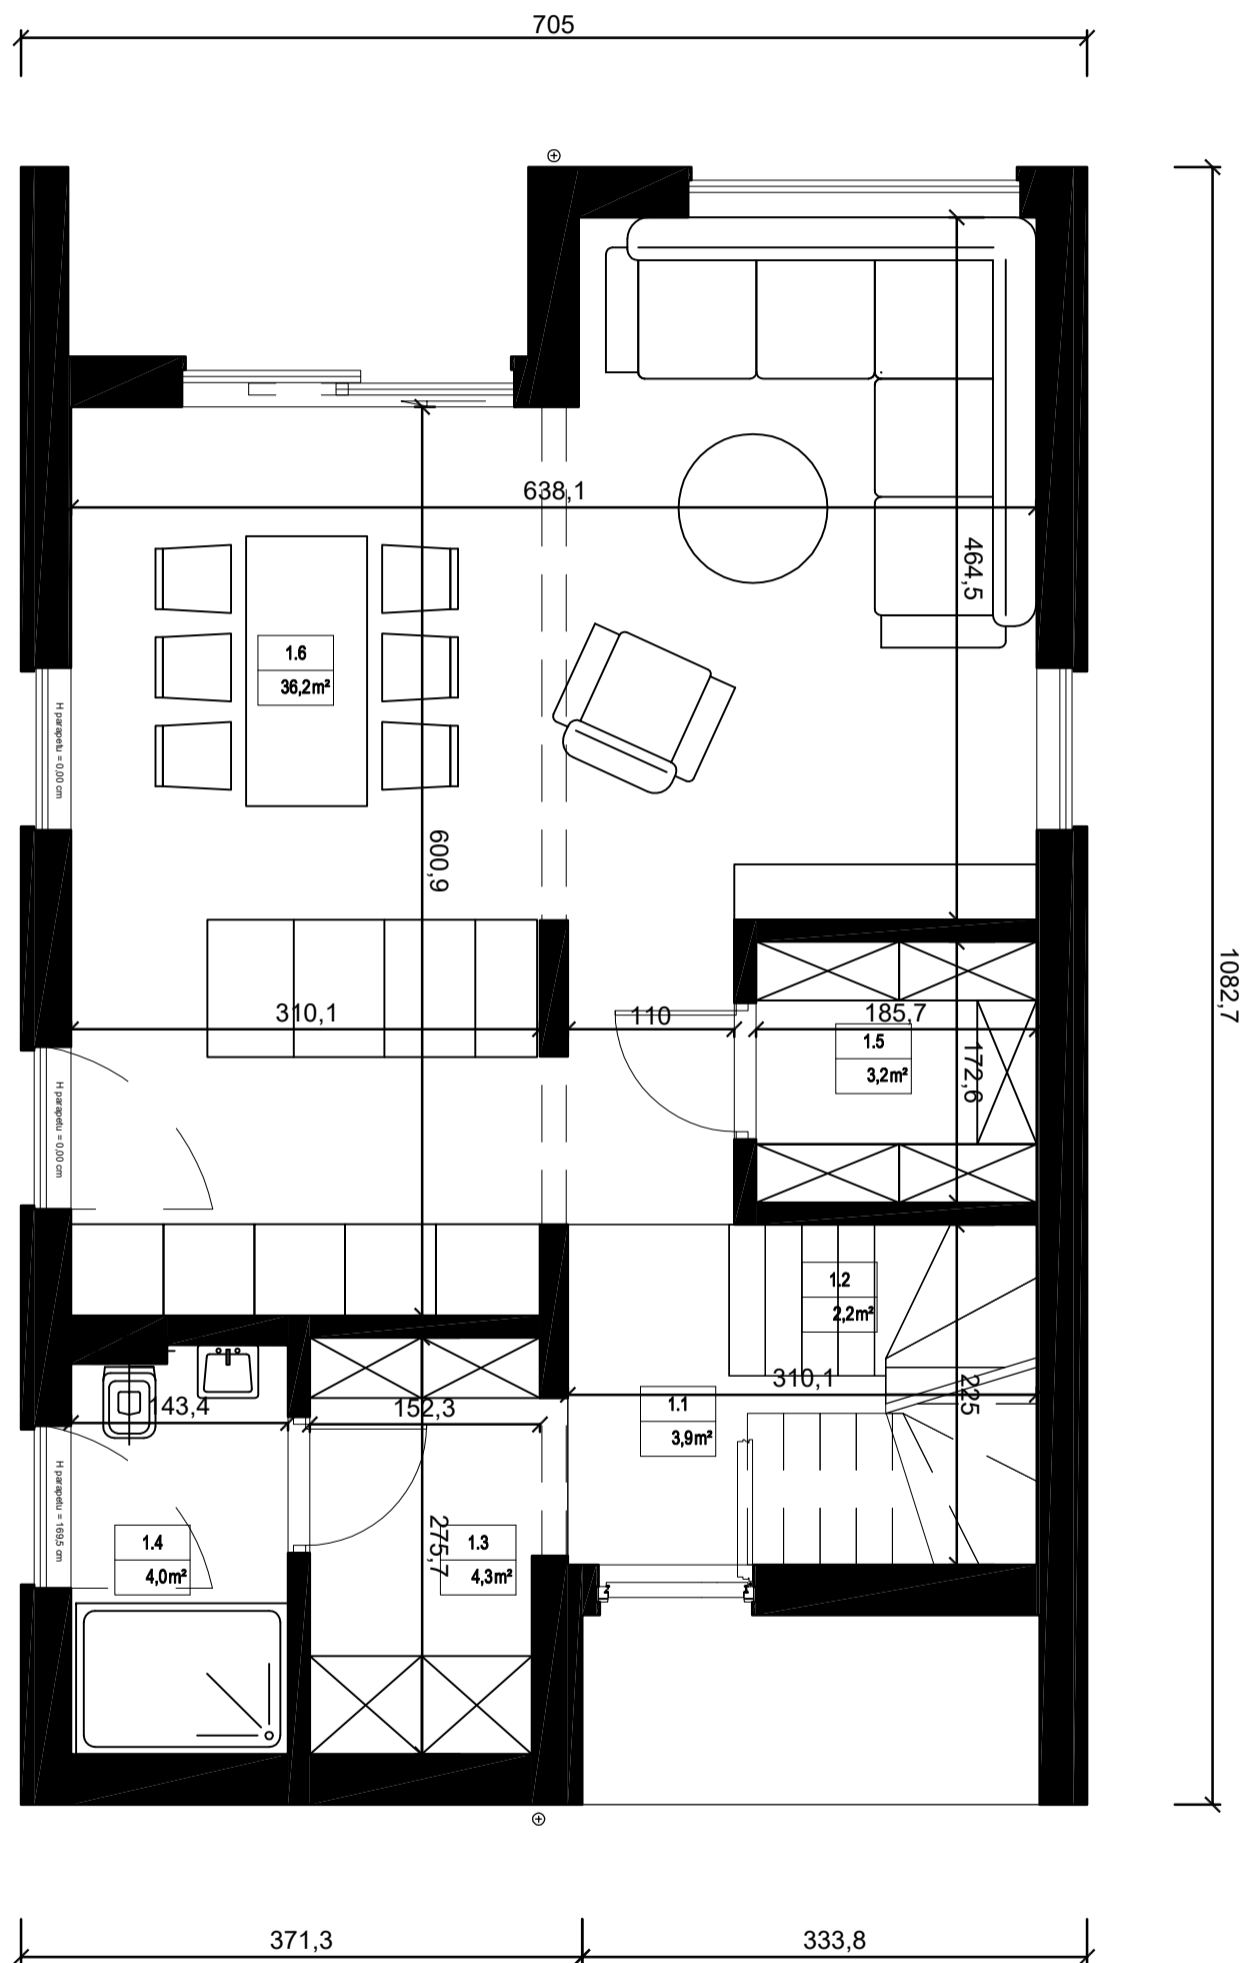 705
638,1
464,5
1.6
36,2m²
H parapetu = 0,00 cm
600,9
1082,7
310,1
110
185,7
1.5
3,2m²
172,6
H parapetu = 0,00 cm
1.2
2,2m²
310,1
225
143,4
152,3
1.1
3,9m²
H parapetu = 169,5 cm
1.4
4,0m²
275,7
1.3
4,3m²
371,3
333,8